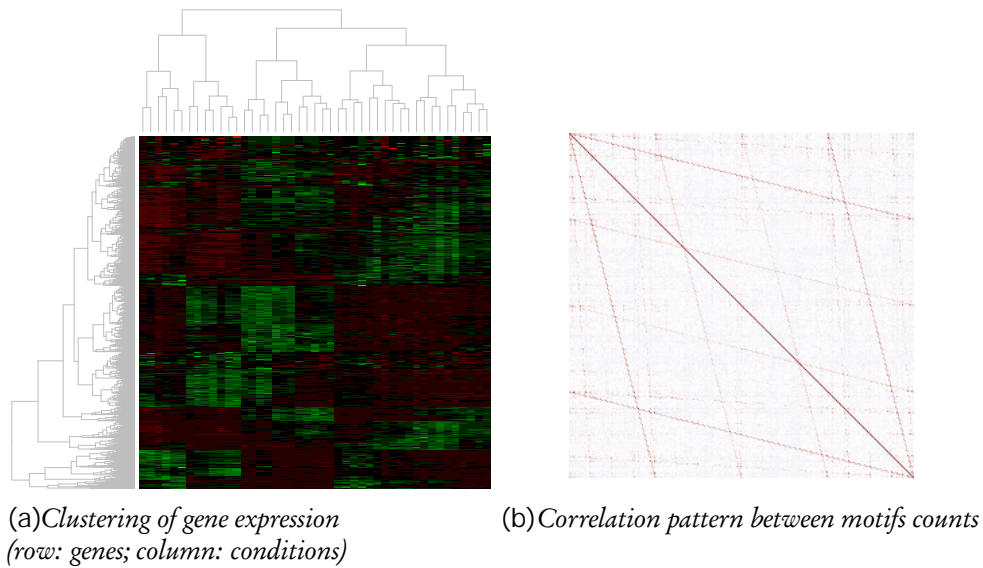 (a)Clustering of gene expression
(row: genes; column: conditions)
(b)Correlation pattern between motifs counts